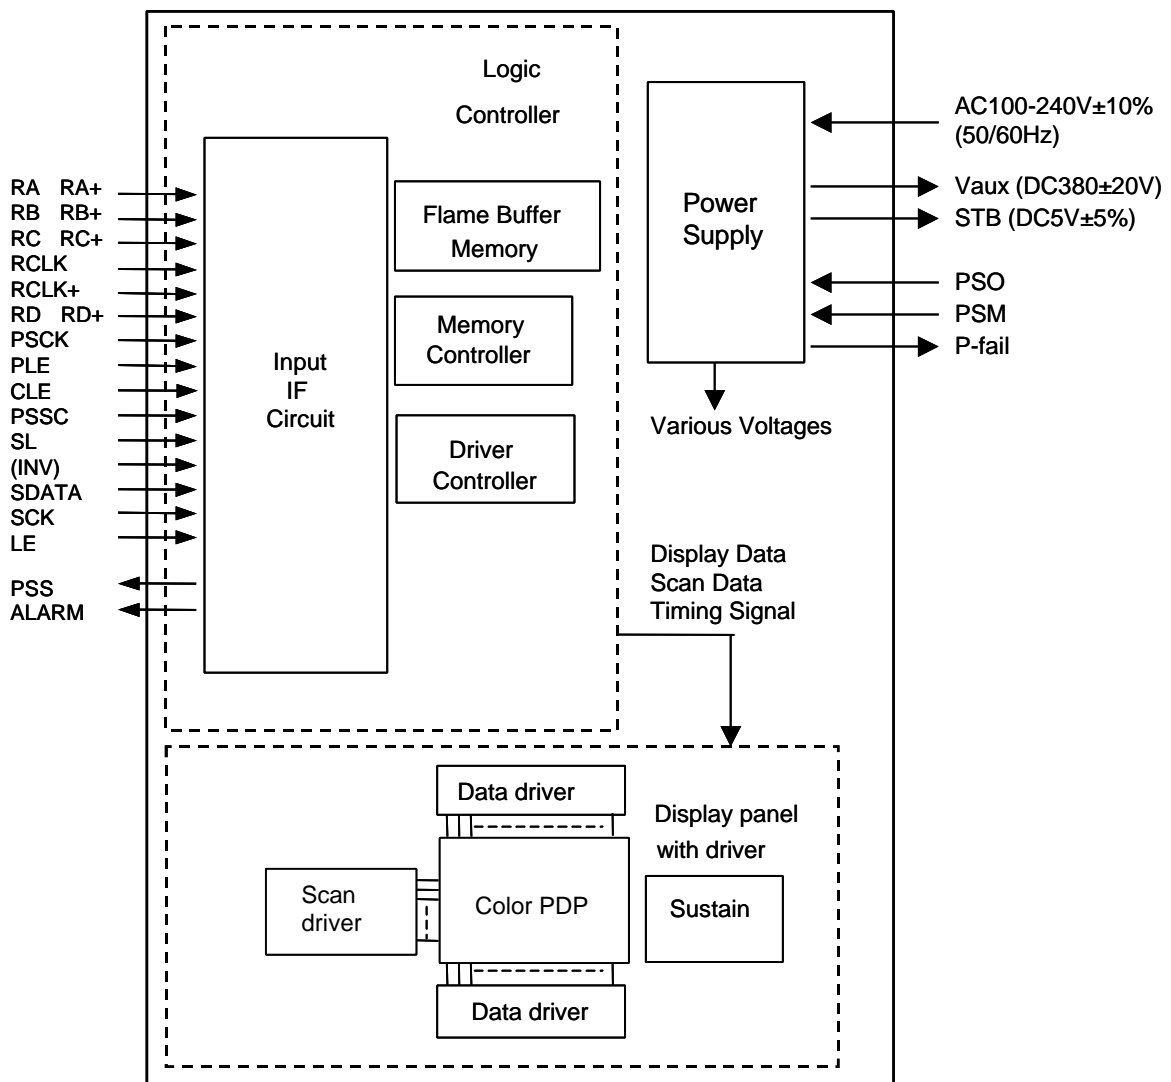 Logic
Controller
RA RA+
RB RB+
RC RC+
RCLK
RCLK+
RD RD+
PSCK
PLE
CLE
PSSC
SL
(INV)
SDATA
SCK
LE
PSS
ALARM
Input
IF
Circuit
Flame Buffer
Memory
Memory
Controller
Driver
Controller
Power
Supply
AC100-240V±10%
(50/60Hz)
Vaux (DC380±20V)
STB (DC5V±5%)
PSO
PSM
P-fail
Various Voltages
Display Data
Scan Data
Timing Signal
Data driver
Display panel
with driver
Scan
driver
Color PDP
Sustain
Data driver